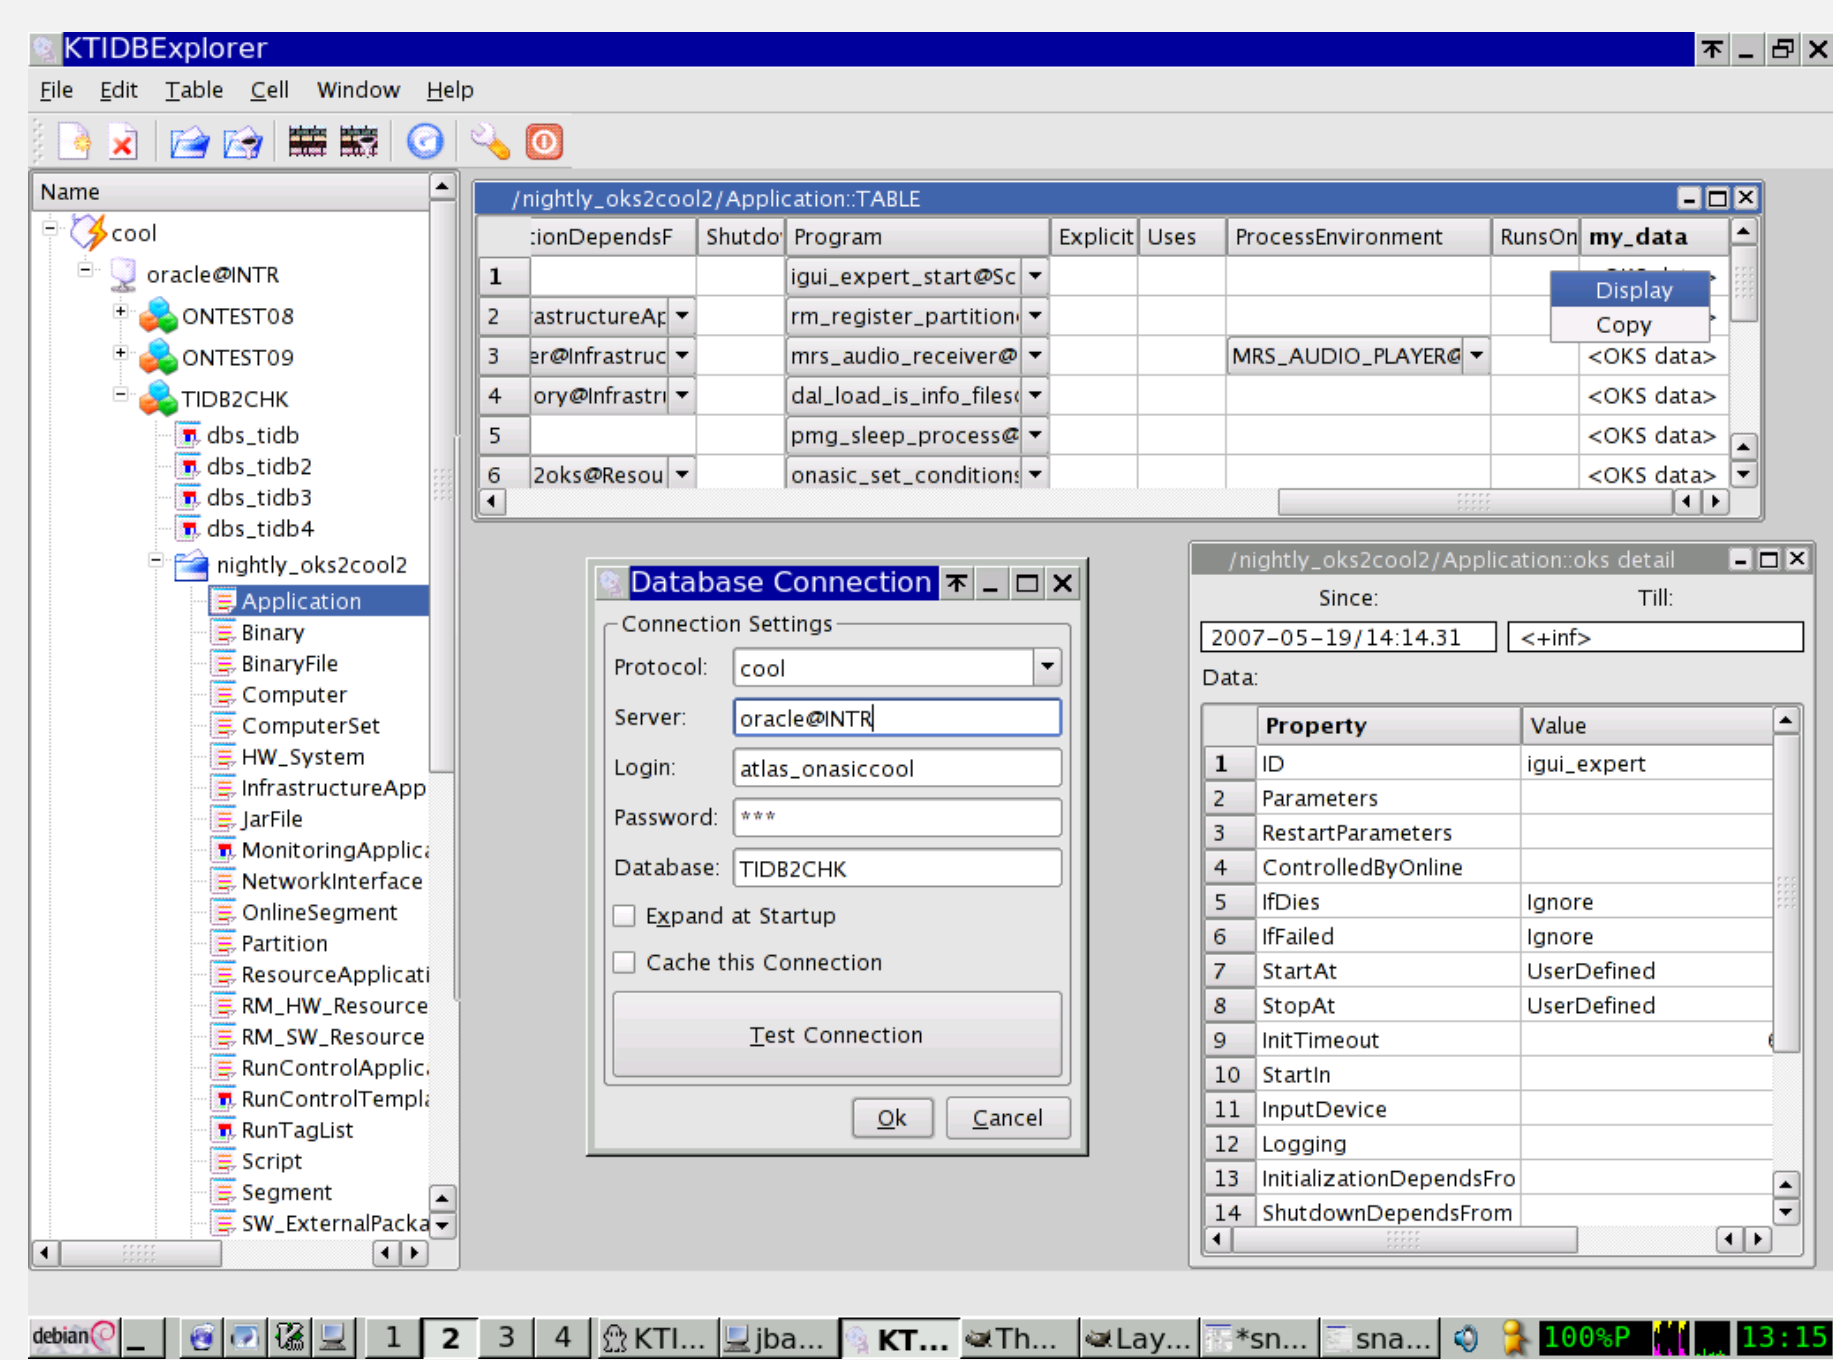 KTIDBExplorer
File Edit Table Cell Window Help
Name
cool
oracle@INTR
ONTEST08
ONTEST09
TIDB2CHK
dbs_tidb
dbs_tidb2
dbs_tidb3
dbs_tidb4
nightly_oks2cool2
Application
Binary
BinaryFile
Computer
ComputerSet
HW_System
InfrastructureApp
JarFile
MonitoringApplica
NetworkInterface
OnlineSegment
Partition
ResourceApplicati
RM_HW_Resource
RM_SW_Resource
RunControlApplic
RunControlTempla
RunTagList
Script
Segment
SW_ExternalPacka
/nightly_oks2cool2/Application::TABLE
tionDependsF Shutdo Program Explicit Uses ProcessEnvironment RunsOn my_data
1 igui_expert_start@Sc
2 rastructureAp rm_register_partition
3 er@Infrastruc mrs_audio_receiver@ MRS_AUDIO_PLAYER@ <OKS data>
4 ory@Infrastr dal_load_is_info_files <OKS data>
5 pmg_sleep_process@ <OKS data>
6 2oks@Resou onasic_set_conditions <OKS data>
Display
Copy
Database Connection
Connection Settings
Protocol: cool
Server: oracle@INTR
Login: atlas_onasiccool
Password: ***
Database: TIDB2CHK
Expand at Startup
Cache this Connection
Test Connection
Ok Cancel
/nightly_oks2cool2/Application::oks detail
Since: Till:
2007-05-19/14:14.31 <+inf>
Data:
Property Value
1 ID igui_expert
2 Parameters
3 RestartParameters
4 ControlledByOnline
5 IfDies Ignore
6 IfFailed Ignore
7 StartAt UserDefined
8 StopAt UserDefined
9 InitTimeout
10 StartIn
11 InputDevice
12 Logging
13 InitializationDependsFro
14 ShutdownDependsFrom
debian 1 2 3 4 KTI... jba... KT... Th... Lay... *sn... sna... 100%P 13:15